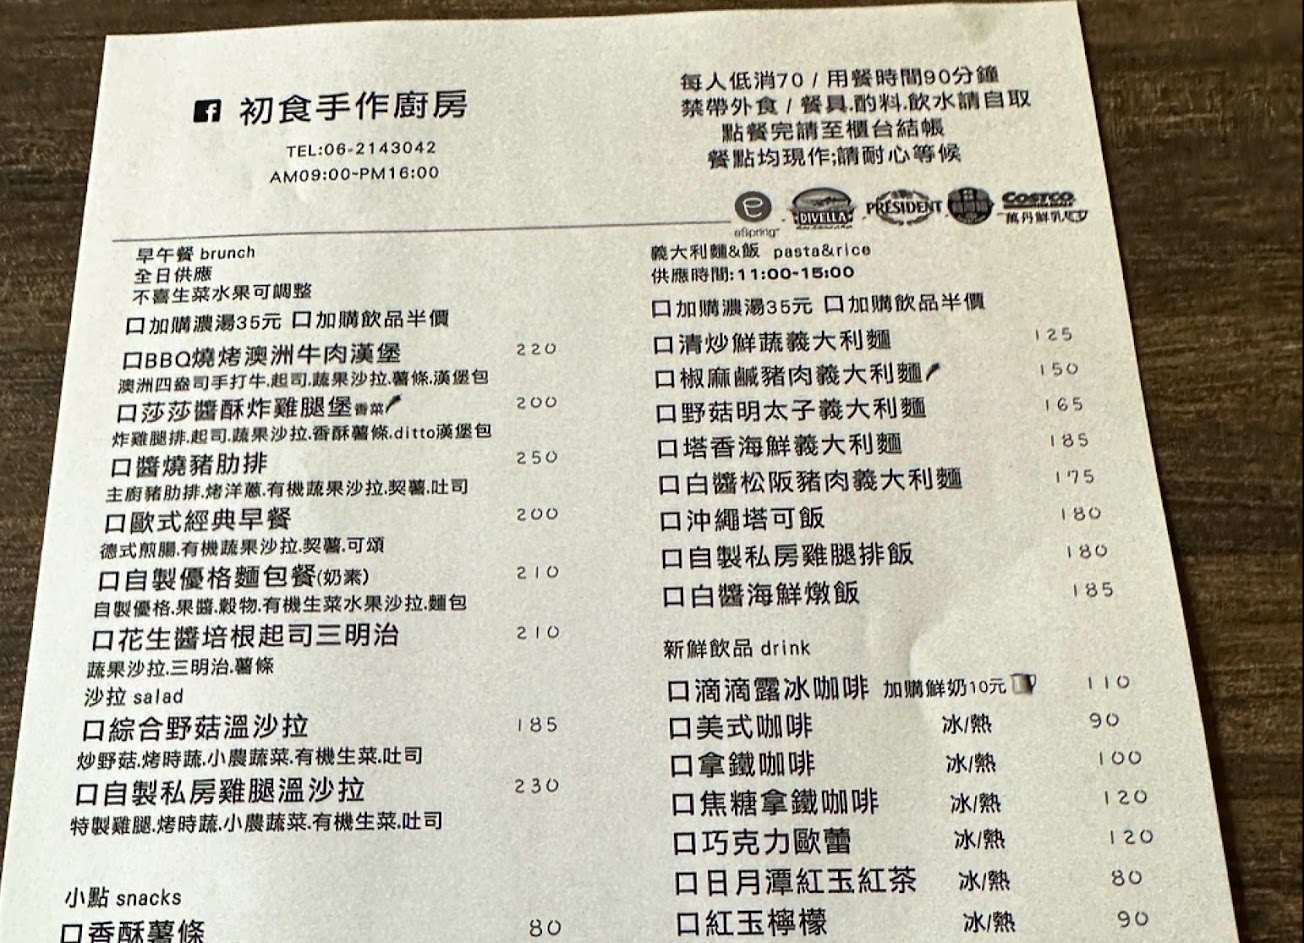 初食手作廚房
TEL:06-2143042
AM09:00~PM16:00
每人低消70 / 用餐時間90分鐘
禁帶外食 / 餐具.酌料.飲水請自取
點餐完請至櫃台結帳
餐點均現作;請耐心等候
e
eSpring
DIVELLA
PRÉSIDENT
COSTCO
萬丹鮮乳
早午餐 brunch
全日供應
不喜生菜水果可調整
口加購濃湯35元 口加購飲品半價
口BBQ燒烤澳洲牛肉漢堡 220
澳洲四盎司手打牛.起司.蔬果沙拉.薯條.漢堡包
口莎莎醬酥炸雞腿堡香菜 200
炸雞腿排.起司.蔬果沙拉.香酥薯條.ditto漢堡包
口醬燒豬肋排 250
主廚豬肋排.烤洋蔥.有機蔬果沙拉.契薯.吐司
口歐式經典早餐 200
德式煎腸.有機蔬果沙拉.契薯.可頌
口自製優格麵包餐(奶素) 210
自製優格.果醬.穀物.有機生菜水果沙拉.麵包
口花生醬培根起司三明治 210
蔬果沙拉.三明治.薯條
沙拉 salad
口綜合野菇溫沙拉 185
炒野菇.烤時蔬.小農蔬菜.有機生菜.吐司
口自製私房雞腿溫沙拉 230
特製雞腿.烤時蔬.小農蔬菜.有機生菜.吐司
小點 snacks
口香酥薯條 80
義大利麵&飯 pasta&rice
供應時間:11:00-15:00
口加購濃湯35元 口加購飲品半價
口清炒鮮蔬義大利麵 125
口椒麻鹹豬肉義大利麵 150
口野菇明太子義大利麵 165
口塔香海鮮義大利麵 185
口白醬松阪豬肉義大利麵 175
口沖繩塔可飯 180
口自製私房雞腿排飯 180
口白醬海鮮燉飯 185
新鮮飲品 drink
口滴滴露冰咖啡 加購鮮奶10元 110
口美式咖啡 冰/熱 90
口拿鐵咖啡 冰/熱 100
口焦糖拿鐵咖啡 冰/熱 120
口巧克力歐蕾 冰/熱 120
口日月潭紅玉紅茶 冰/熱 80
口紅玉檸檬 冰/熱 90